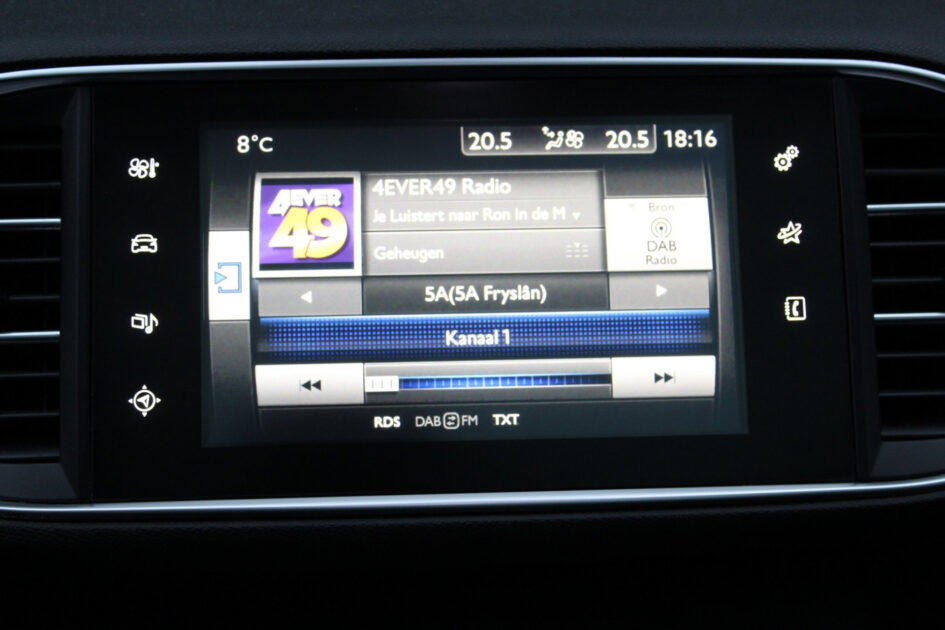 8°C
20.5 20.5 18:16
4EVER
49
4EVER49 Radio
Je Luistert naar Ron in de M
Geheugen
Bron
DAB
Radio
5A(5A Fryslân)
Kanaal 1
RDS DAB FM TXT